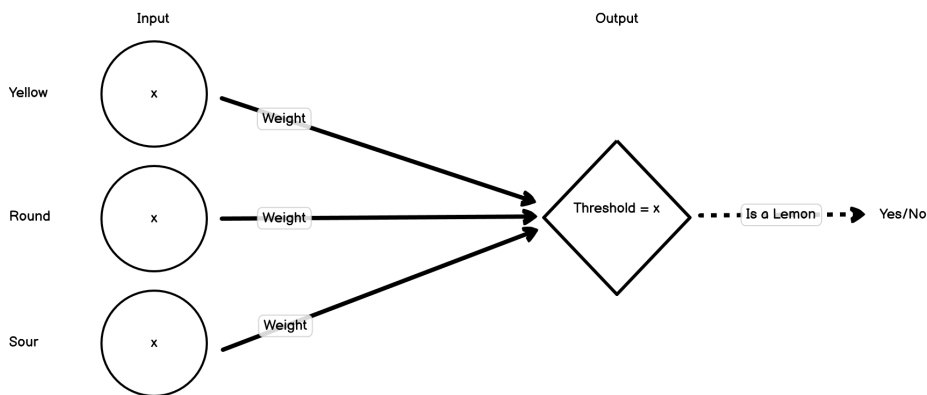 Input
Output
Yellow
x
Weight
Round
x
Weight
Threshold = x
Is a Lemon
Yes/No
Sour
x
Weight